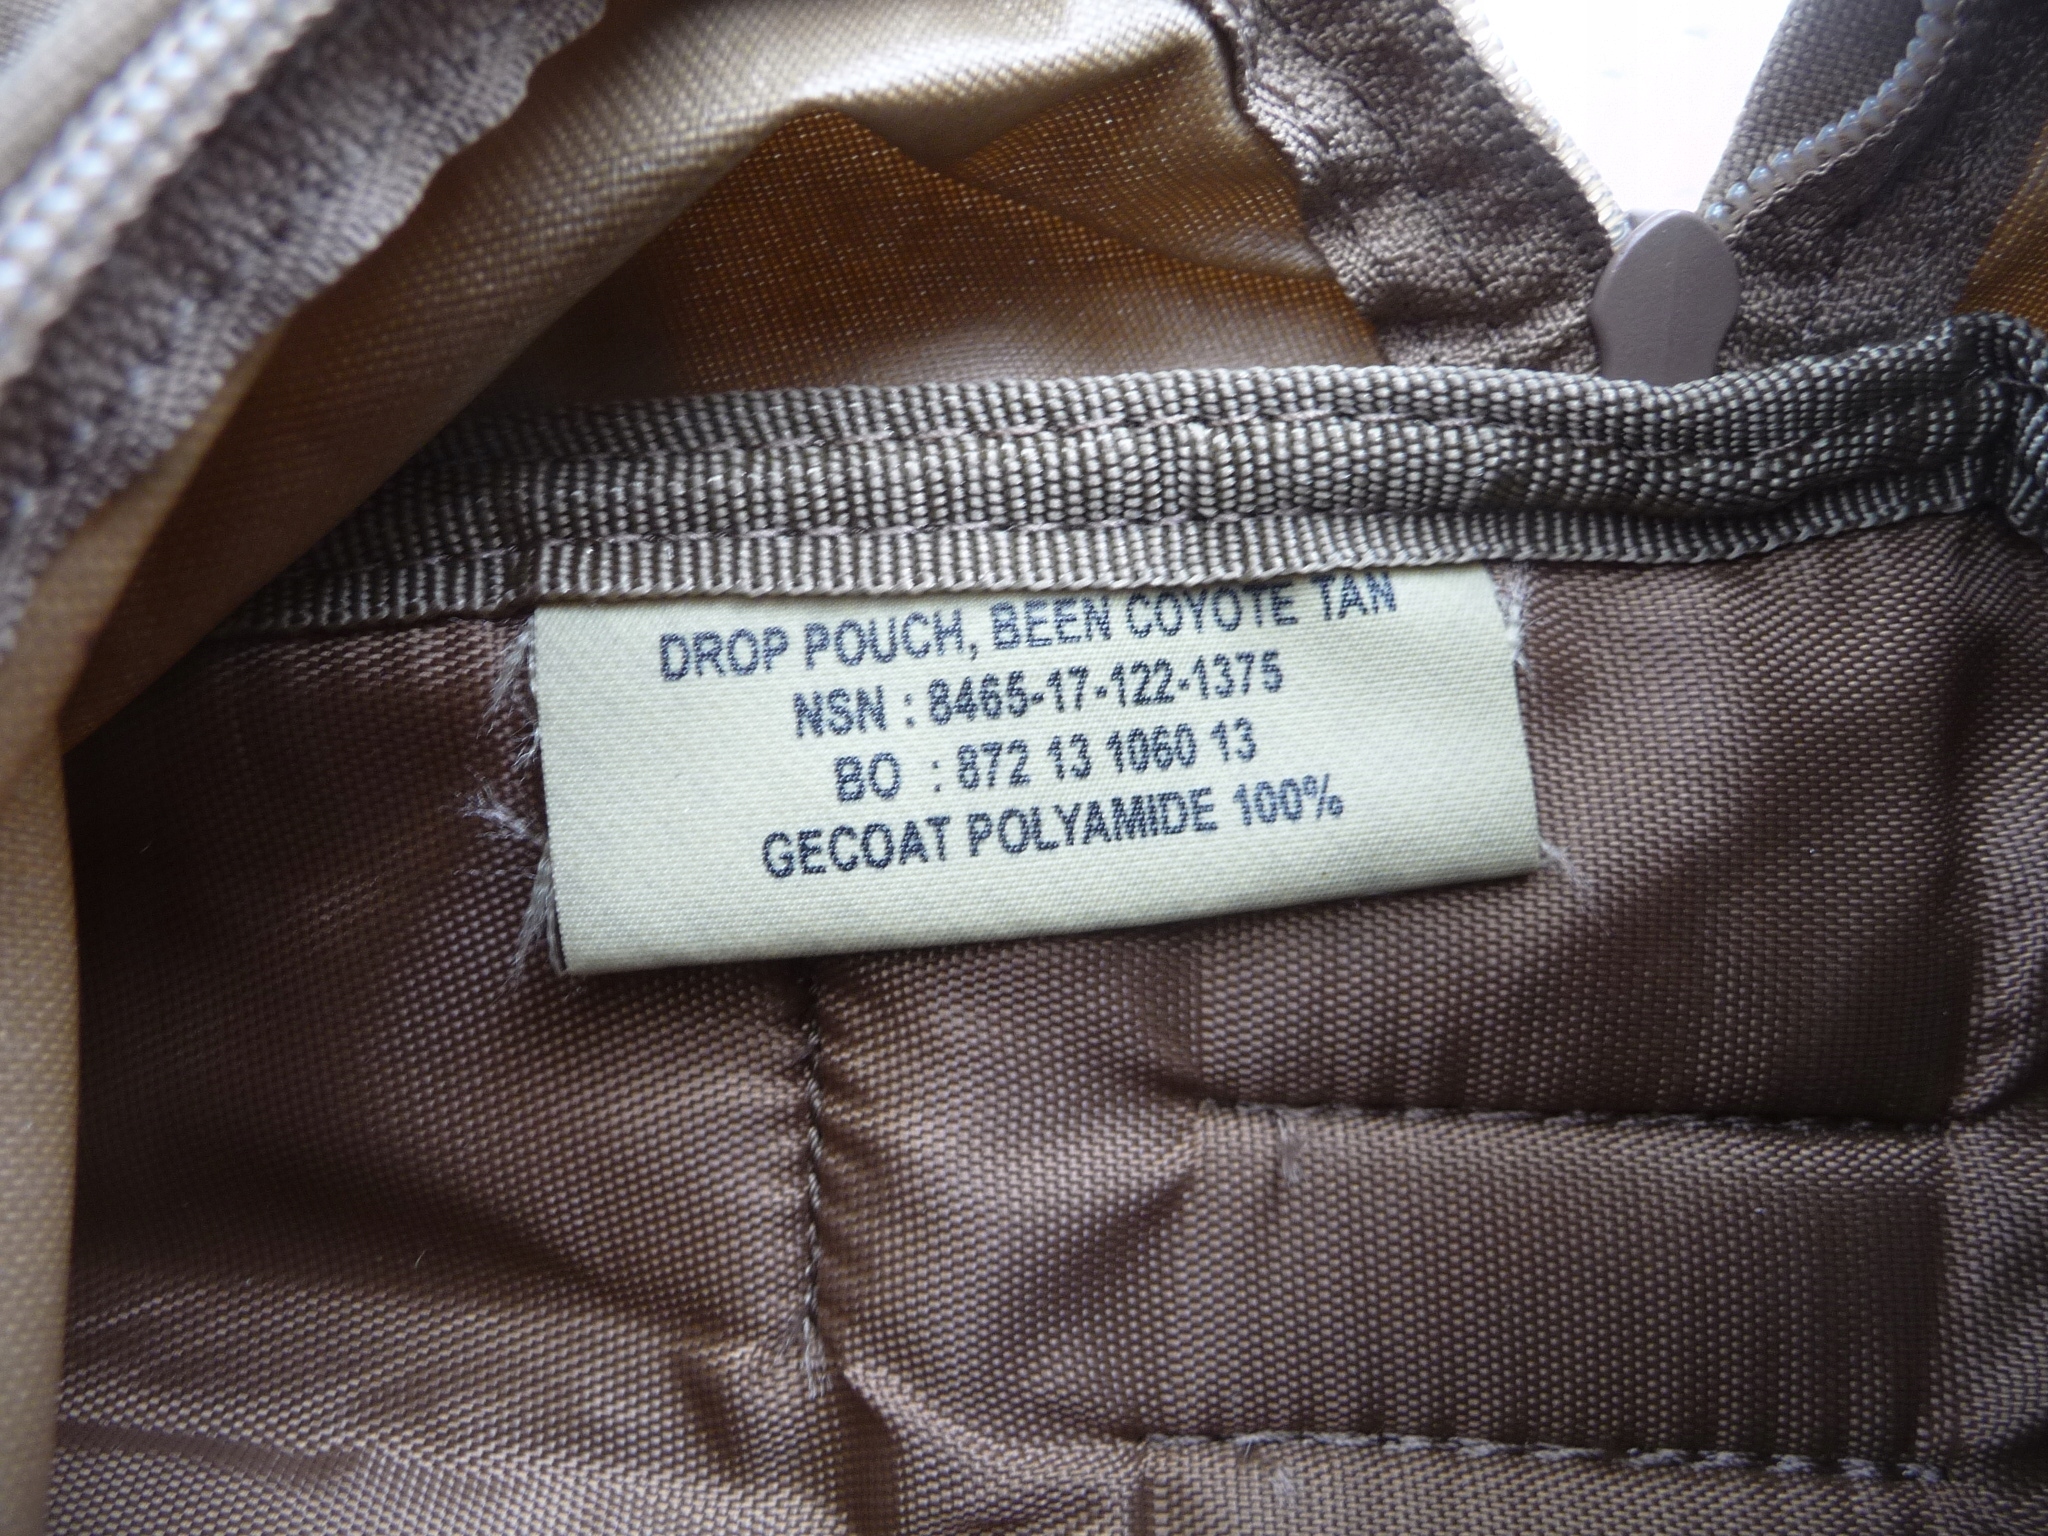 DROP POUCH, BEEN COYOTE TAN
NSN : 8465-17-122-1375
BO : 872 13 1060 13
GECOAT POLYAMIDE 100%